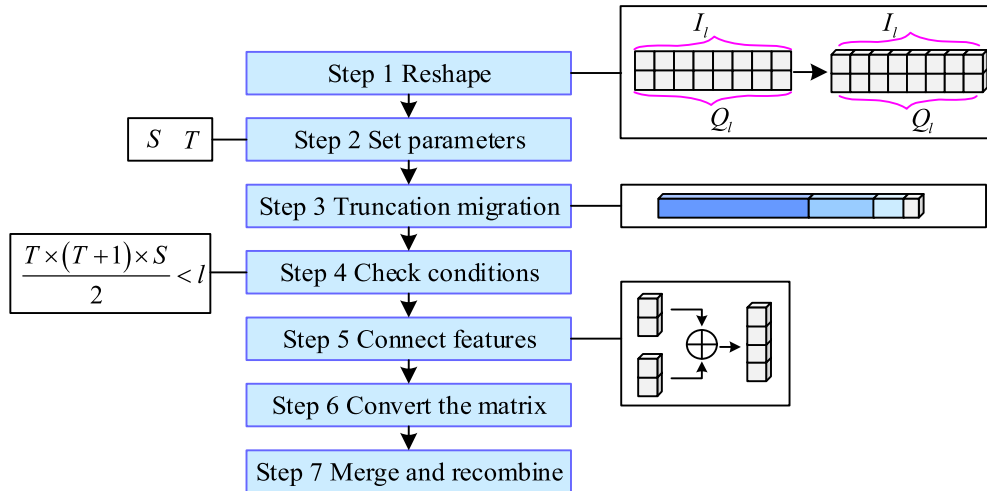 Step 1 Reshape
I_l I_l
Q_l Q_l
Step 2 Set parameters
S T
Step 3 Truncation migration
Step 4 Check conditions
T×(T+1)×S
2
< l
Step 5 Connect features
Step 6 Convert the matrix
Step 7 Merge and recombine